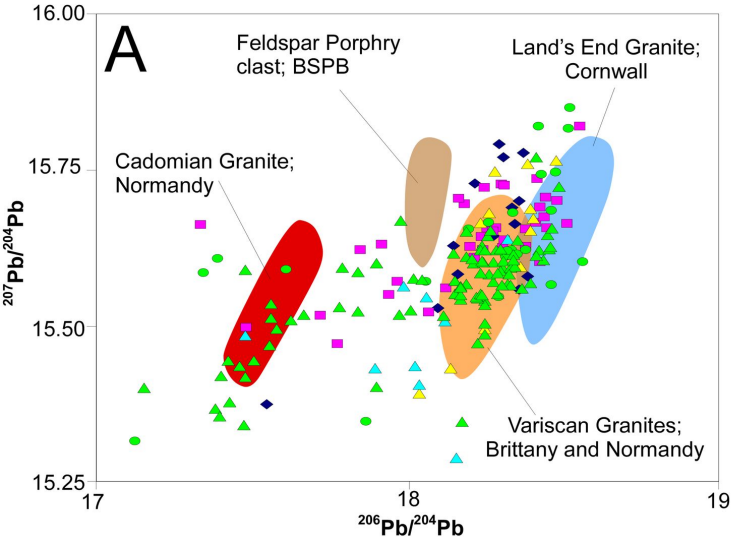 16.00
A
Feldspar Porphry
clast; BSPB
Land's End Granite;
Cornwall
15.75
Cadomian Granite;
Normandy
207Pb/204Pb
15.50
Variscan Granites;
Brittany and Normandy
15.25
17
18
19
206Pb/204Pb